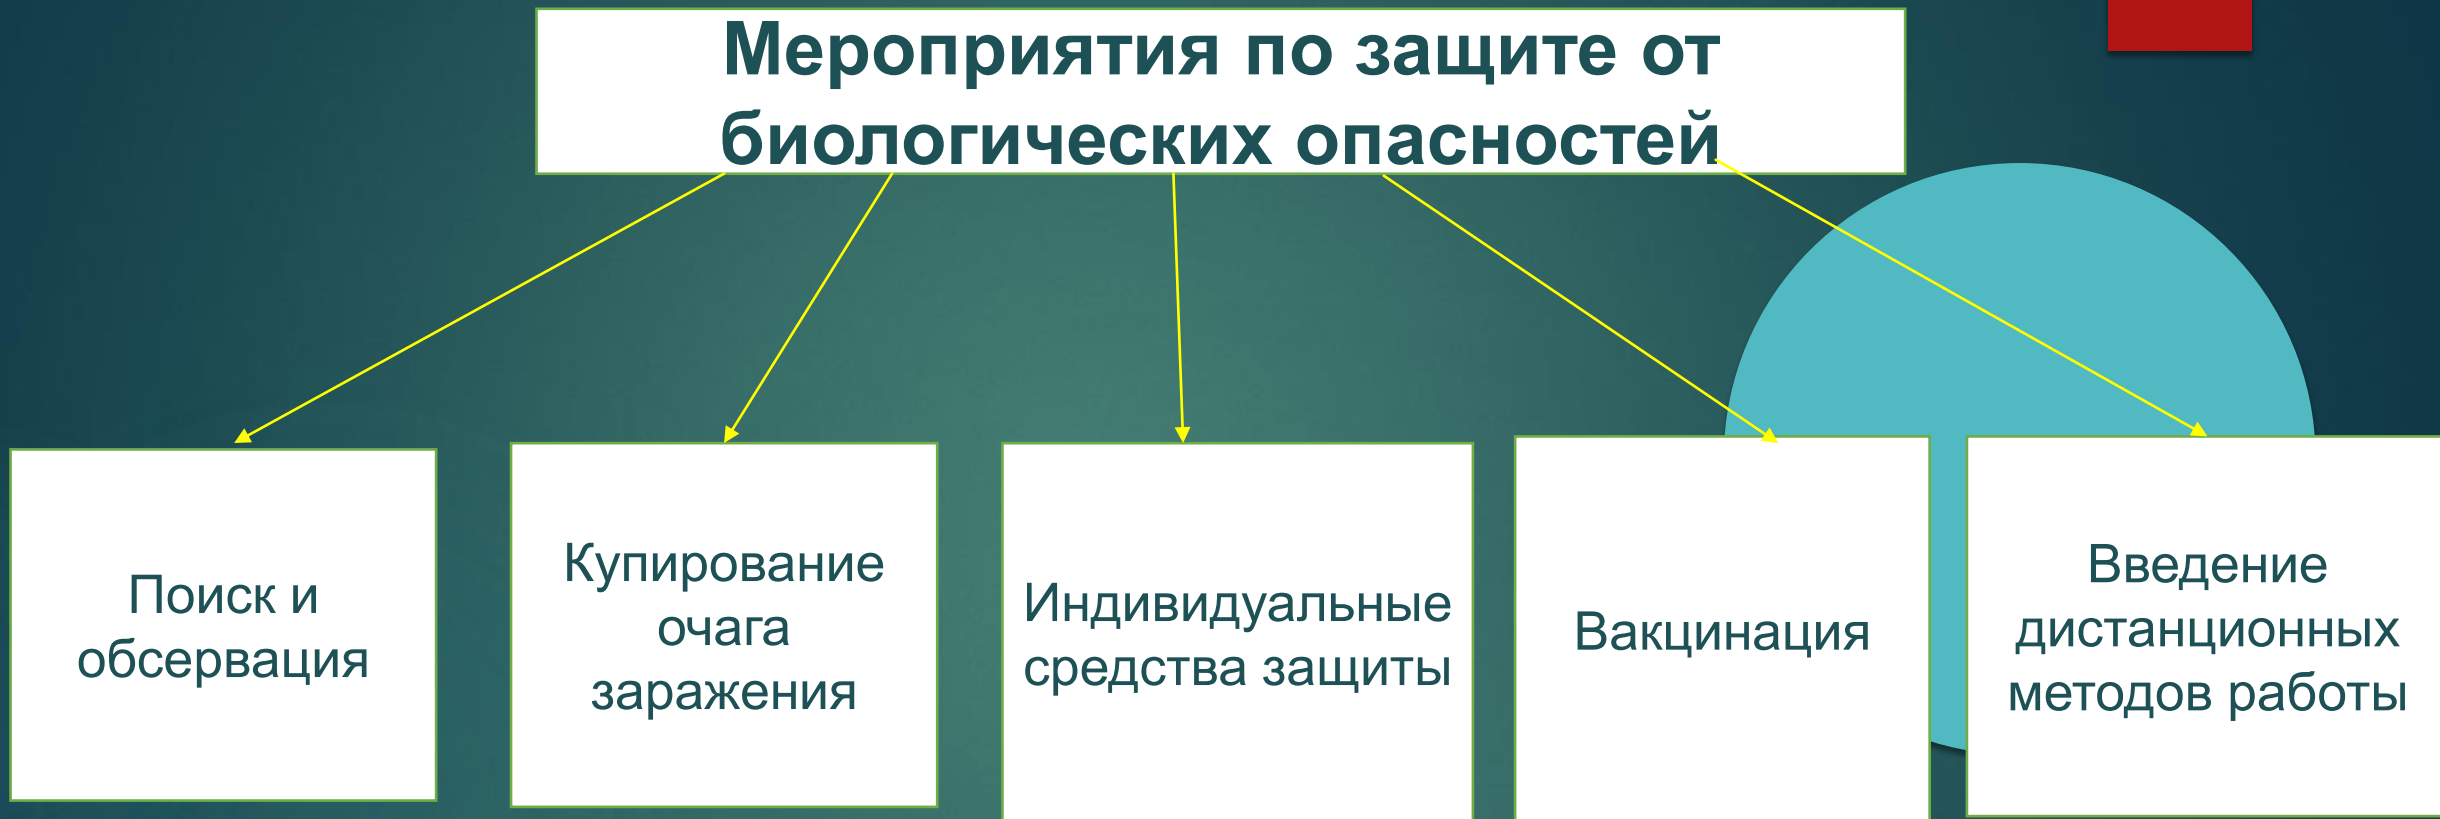 Мероприятия по защите от
биологических опасностей
Поиск и
обсервация
Купирование
очага
заражения
Индивидуальные
средства защиты
Вакцинация
Введение
дистанционных
методов работы